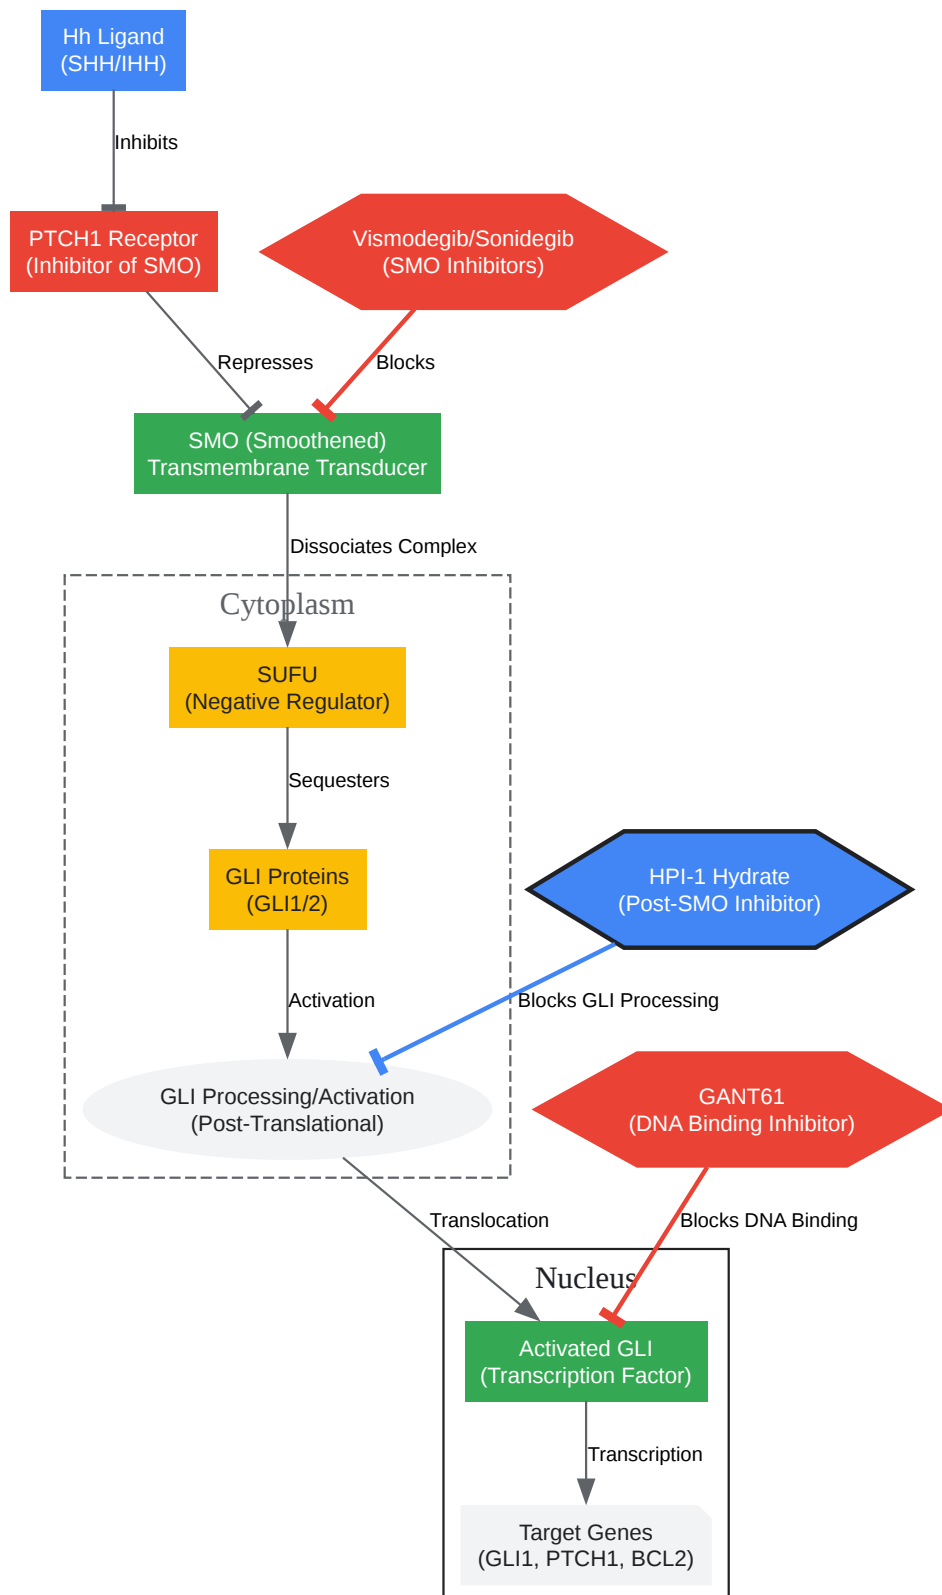 Hh Ligand
(SHH/IHH)
Inhibits
PTCH1 Receptor
(Inhibitor of SMO)
Vismodegib/Sonidegib
(SMO Inhibitors)
Represses
Blocks
SMO (Smoothened)
Transmembrane Transducer
Dissociates Complex
Cytoplasm
SUFU
(Negative Regulator)
Sequesters
GLI Proteins
(GLI1/2)
HPI-1 Hydrate
(Post-SMO Inhibitor)
Activation
Blocks GLI Processing
GLI Processing/Activation
(Post-Translational)
GANT61
(DNA Binding Inhibitor)
Translocation
Blocks DNA Binding
Nucleus
Activated GLI
(Transcription Factor)
Transcription
Target Genes
(GLI1, PTCH1, BCL2)